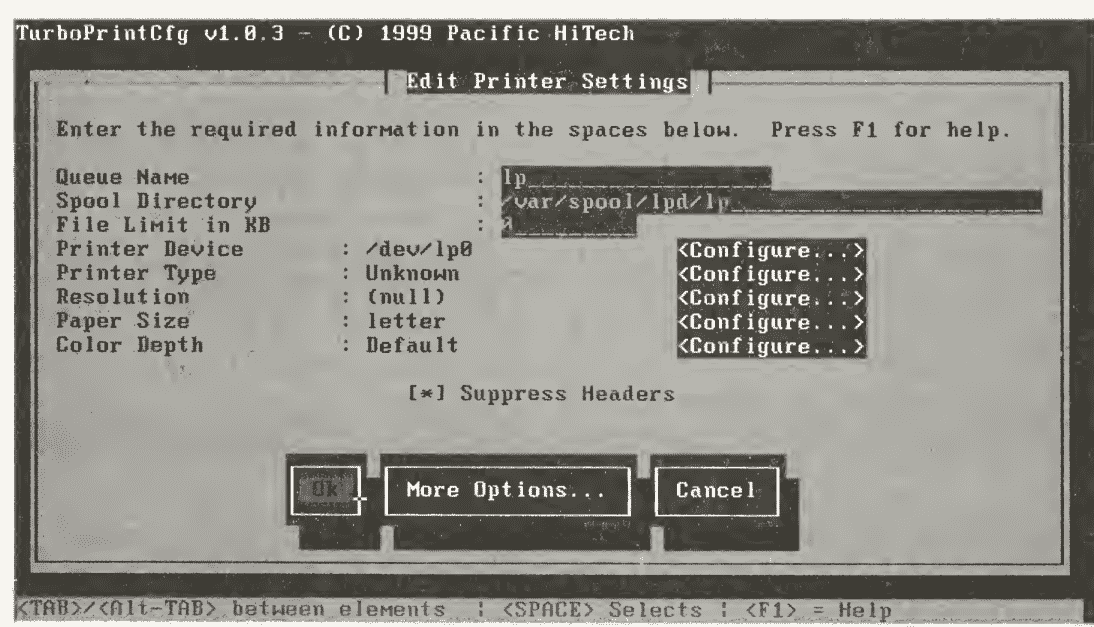 TurboPrintCfg v1.0.3 - (C) 1999 Pacific HiTech
Edit Printer Settings
Enter the required information in the spaces below. Press F1 for help.
Queue Name : lp
Spool Directory : /var/spool/lpd/lp
File Limit in KB :
Printer Device : /dev/lp0 <Configure...>
Printer Type : Unknown <Configure...>
Resolution : (null) <Configure...>
Paper Size : letter <Configure...>
Color Depth : Default <Configure...>
[*] Suppress Headers
Ok More Options... Cancel
<TAB>/<Alt-TAB> between elements ¦ <SPACE> Selects ¦ <F1> = Help